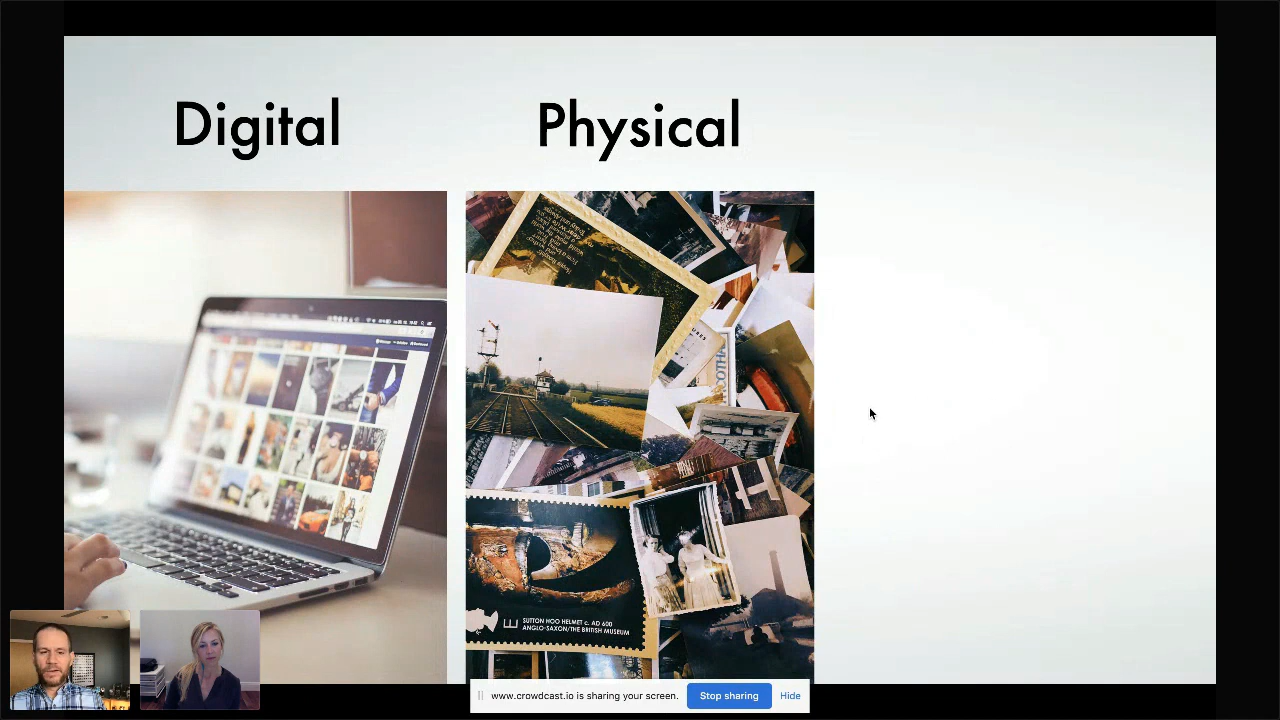 Digital
Physical
SUTTON HOO HELMET c. AD 600
ANGLO-SAXON/THE BRITISH MUSEUM
E
H
www.crowdcast.io is sharing your screen.
Stop sharing
Hide